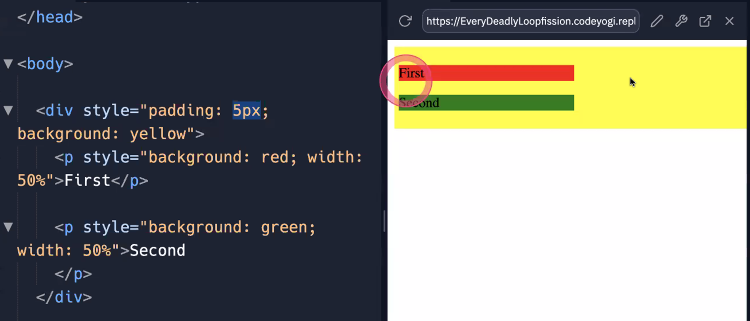 </head>
<body>
<div style="padding: 5px;
background: yellow">
<p style="background: red; width:
50%">First</p>
<p style="background: green;
width: 50%">Second
</p>
</div>
https://EveryDeadlyLoopfission.codeyogi.repl
First
Second